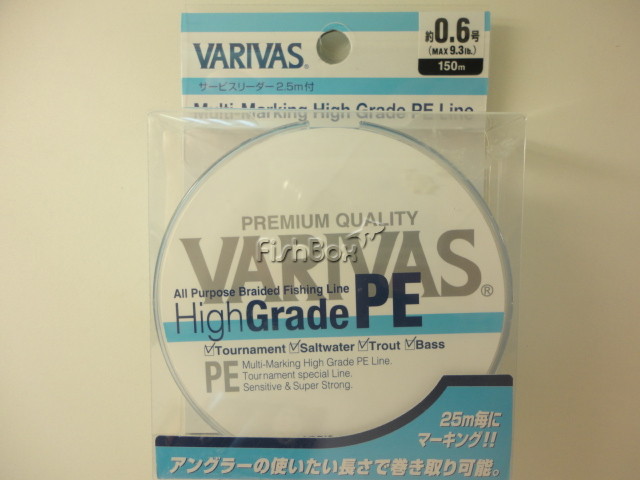 VARIVAS®
約0.6号
(MAX 9.3lb.)
150m
サービスリーダー2.5m付
Multi-Marking High Grade PE Line
PREMIUM QUALITY
VARIVAS®
FishBox
All Purpose Braided Fishing Line
HighGrade PE
☑Tournament ☑Saltwater ☑Trout ☑Bass
PE Multi-Marking High Grade PE Line.
Tournament special Line.
Sensitive & Super Strong.
25m毎に
マーキング!!
アングラーの使いたい長さで巻き取り可能。